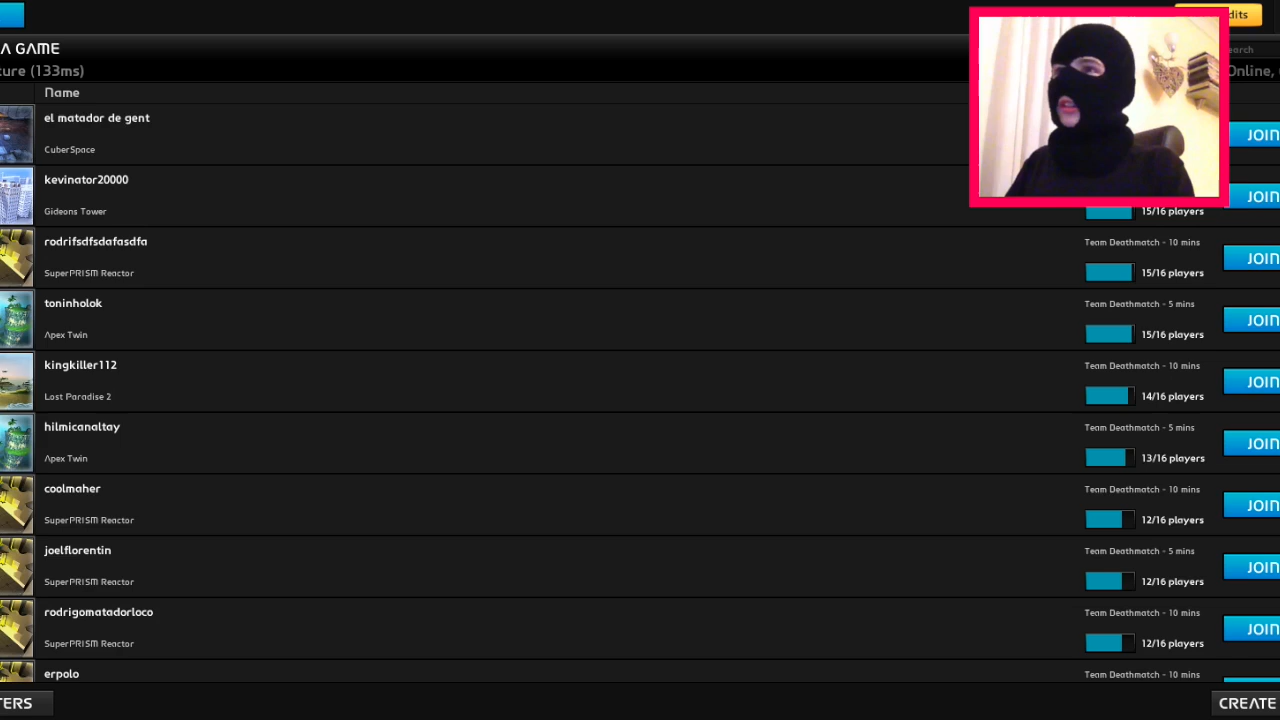 dits
A GAME
earch
ture (133ms)
Online,
Name
el matador de gent
CuberSpace
JOIN
kevinator20000
Gideons Tower
15/16 players
JOIN
rodrifsdfsdafasdfa
SuperPRISM Reactor
Team Deathmatch - 10 mins
15/16 players
JOIN
toninholok
Apex Twin
Team Deathmatch - 5 mins
15/16 players
JOIN
kingkiller112
Lost Paradise 2
Team Deathmatch - 10 mins
14/16 players
JOIN
hilmicanaltay
Apex Twin
Team Deathmatch - 5 mins
13/16 players
JOIN
coolmaher
SuperPRISM Reactor
Team Deathmatch - 10 mins
12/16 players
JOIN
joelflorentin
SuperPRISM Reactor
Team Deathmatch - 5 mins
12/16 players
JOIN
rodrigomatadorloco
SuperPRISM Reactor
Team Deathmatch - 10 mins
12/16 players
JOIN
erpolo
Team Deathmatch - 10 mins
TERS
CREATE